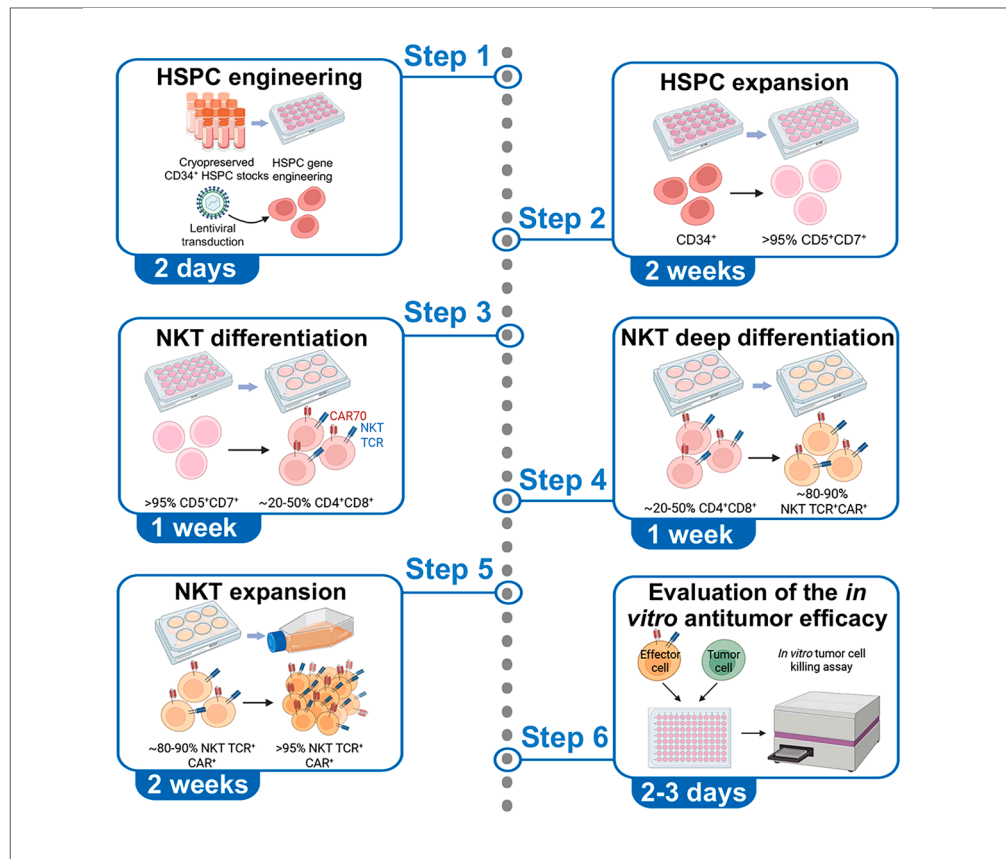 Step 1
HSPC engineering
Cryopreserved
CD34⁺ HSPC stocks
HSPC gene
engineering
Lentiviral
transduction
2 days
Step 2
HSPC expansion
CD34⁺
>95% CD5⁺CD7⁺
2 weeks
Step 3
NKT differentiation
CAR70
NKT
TCR
>95% CD5⁺CD7⁺
~20-50% CD4⁺CD8⁺
1 week
Step 4
NKT deep differentiation
~20-50% CD4⁺CD8⁺
~80-90%
NKT TCR⁺CAR⁺
1 week
Step 5
NKT expansion
~80-90% NKT TCR⁺
CAR⁺
>95% NKT TCR⁺
CAR⁺
2 weeks
Step 6
Evaluation of the in
vitro antitumor efficacy
Effector
cell
Tumor
cell
In vitro tumor cell
killing assay
2-3 days